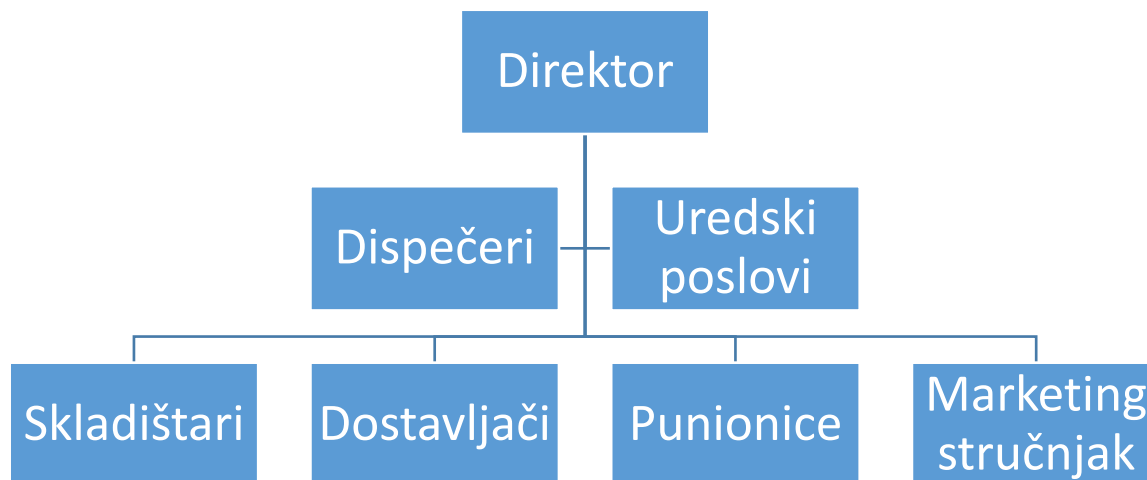 Direktor
Dispečeri
Uredski
poslovi
Skladištari
Dostavljači
Punionice
Marketing
stručnjak